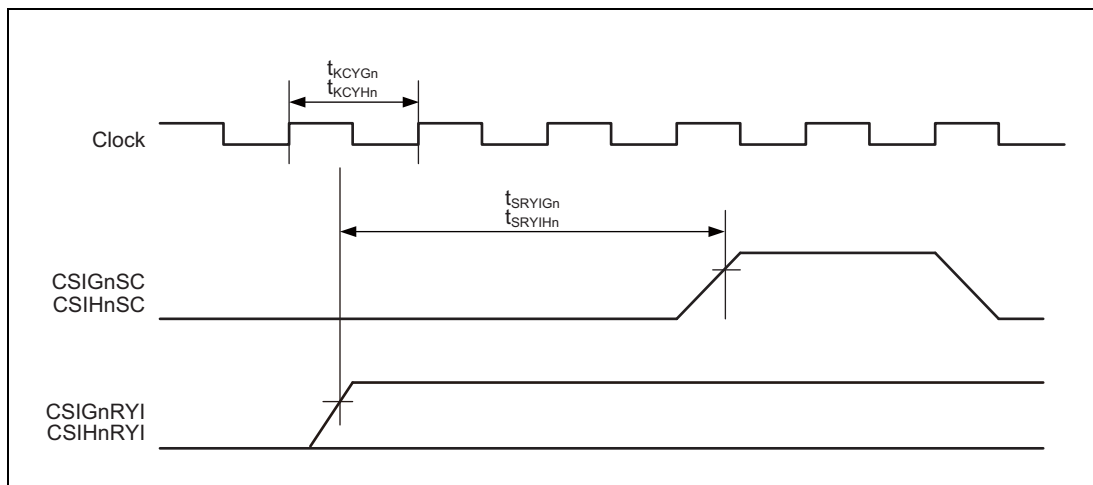 tKCYGn
tKCYHn
Clock
tSRYIGn
tSRYIHn
CSIGnSC
CSIHnSC
CSIGnRYI
CSIHnRYI